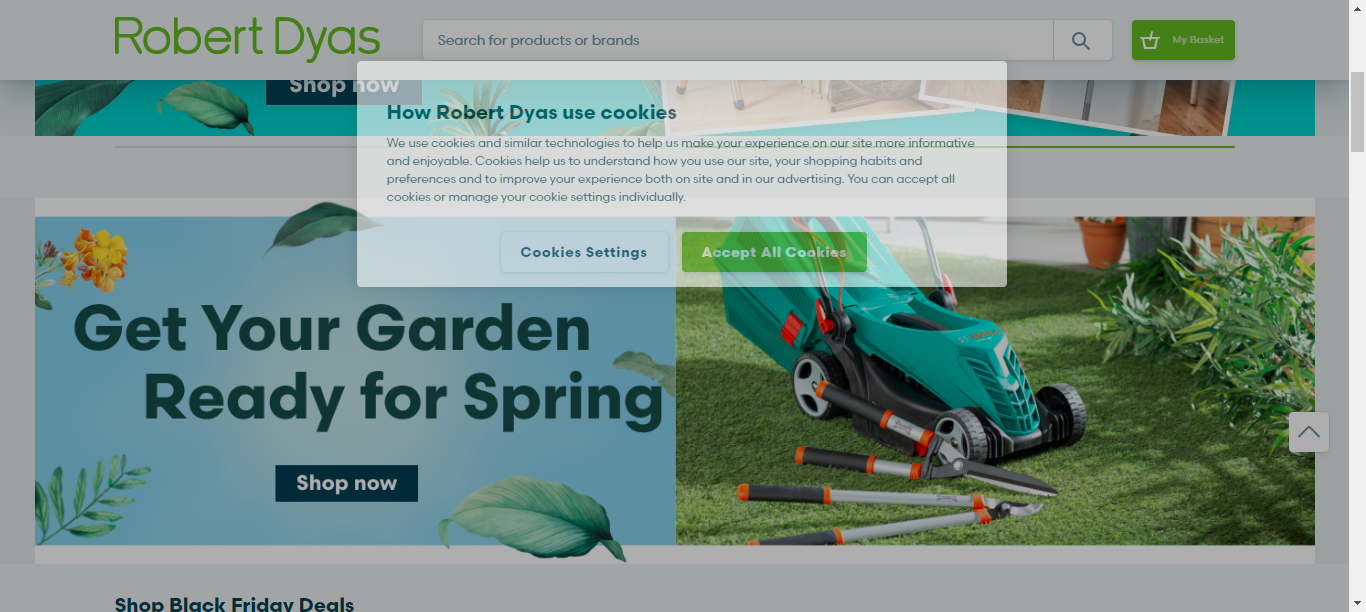 Robert Dyas
Search for products or brands
My Basket
Shop now
How Robert Dyas use cookies
We use cookies and similar technologies to help us make your experience on our site more informative
and enjoyable. Cookies help us to understand how you use our site, your shopping habits and
preferences and to improve your experience both on site and in our advertising. You can accept all
cookies or manage your cookie settings individually.
Cookies Settings
Accept All Cookies
Get Your Garden
Ready for Spring
Shop now
Shop Black Friday Deals